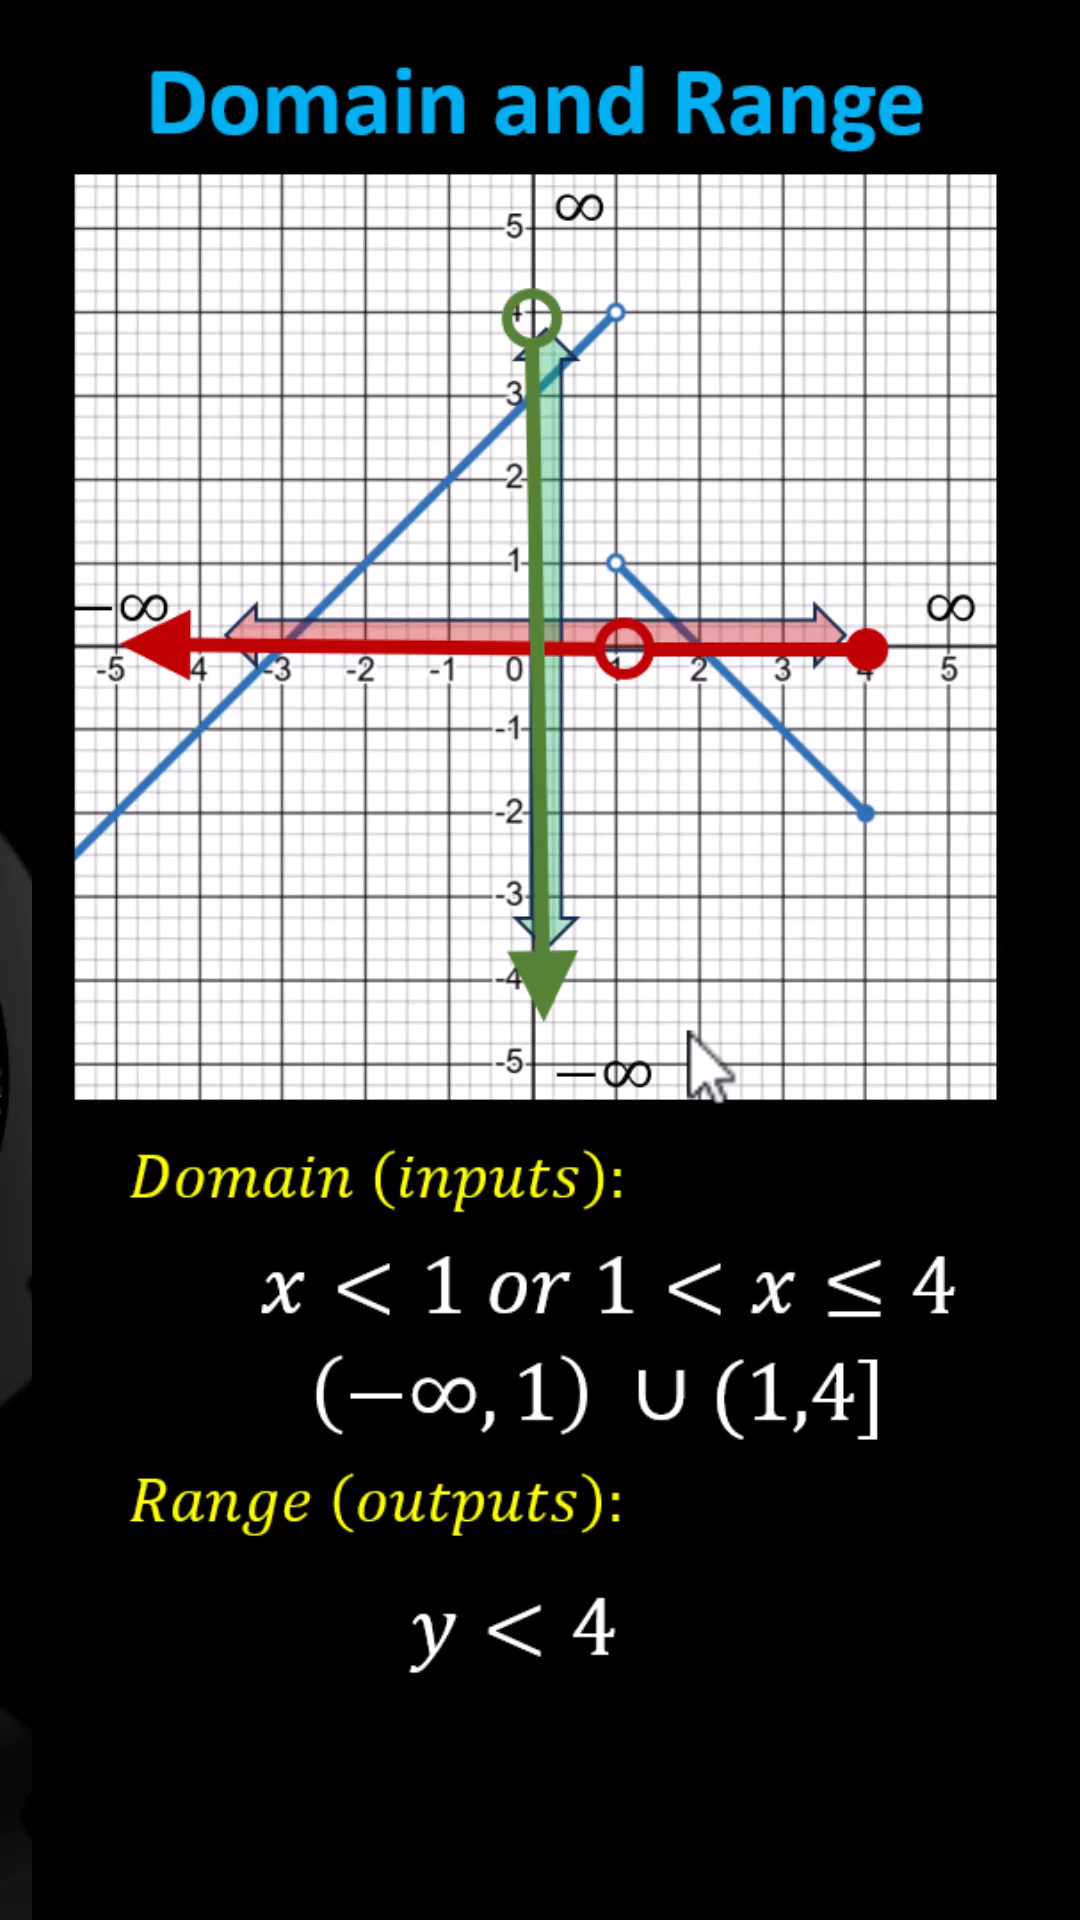 Domain and Range
∞
5
4
3
2
1
−∞
∞
-5 -4 -3 -2 -1 0 1 2 3 4 5
-1
-2
-3
-4
-5
−∞
Domain (inputs):
x < 1 or 1 < x ≤ 4
(−∞, 1) ∪ (1,4]
Range (outputs):
y < 4